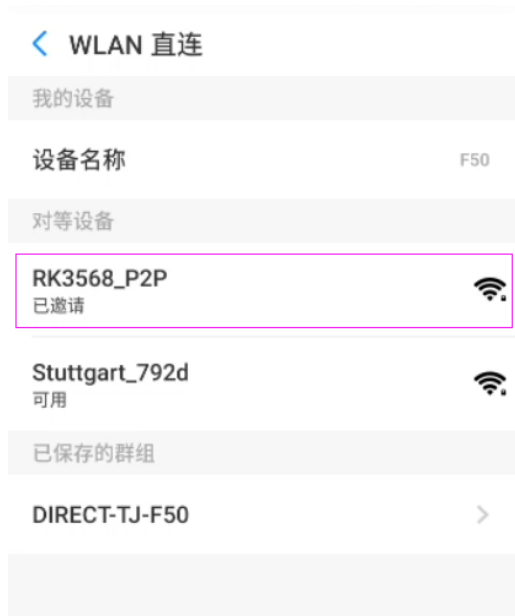 WLAN 直连
我的设备
设备名称 F50
对等设备
RK3568_P2P
已邀请
Stuttgart_792d
可用
已保存的群组
DIRECT-TJ-F50